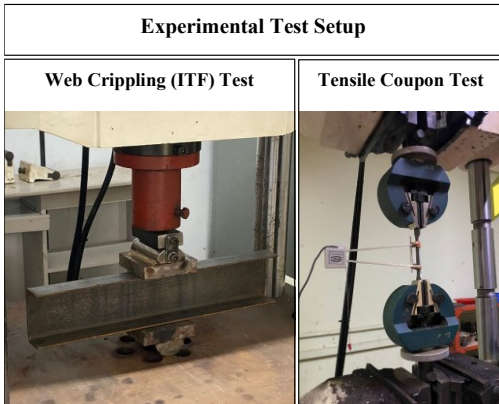 Experimental Test Setup
Web Crippling (ITF) Test
Tensile Coupon Test